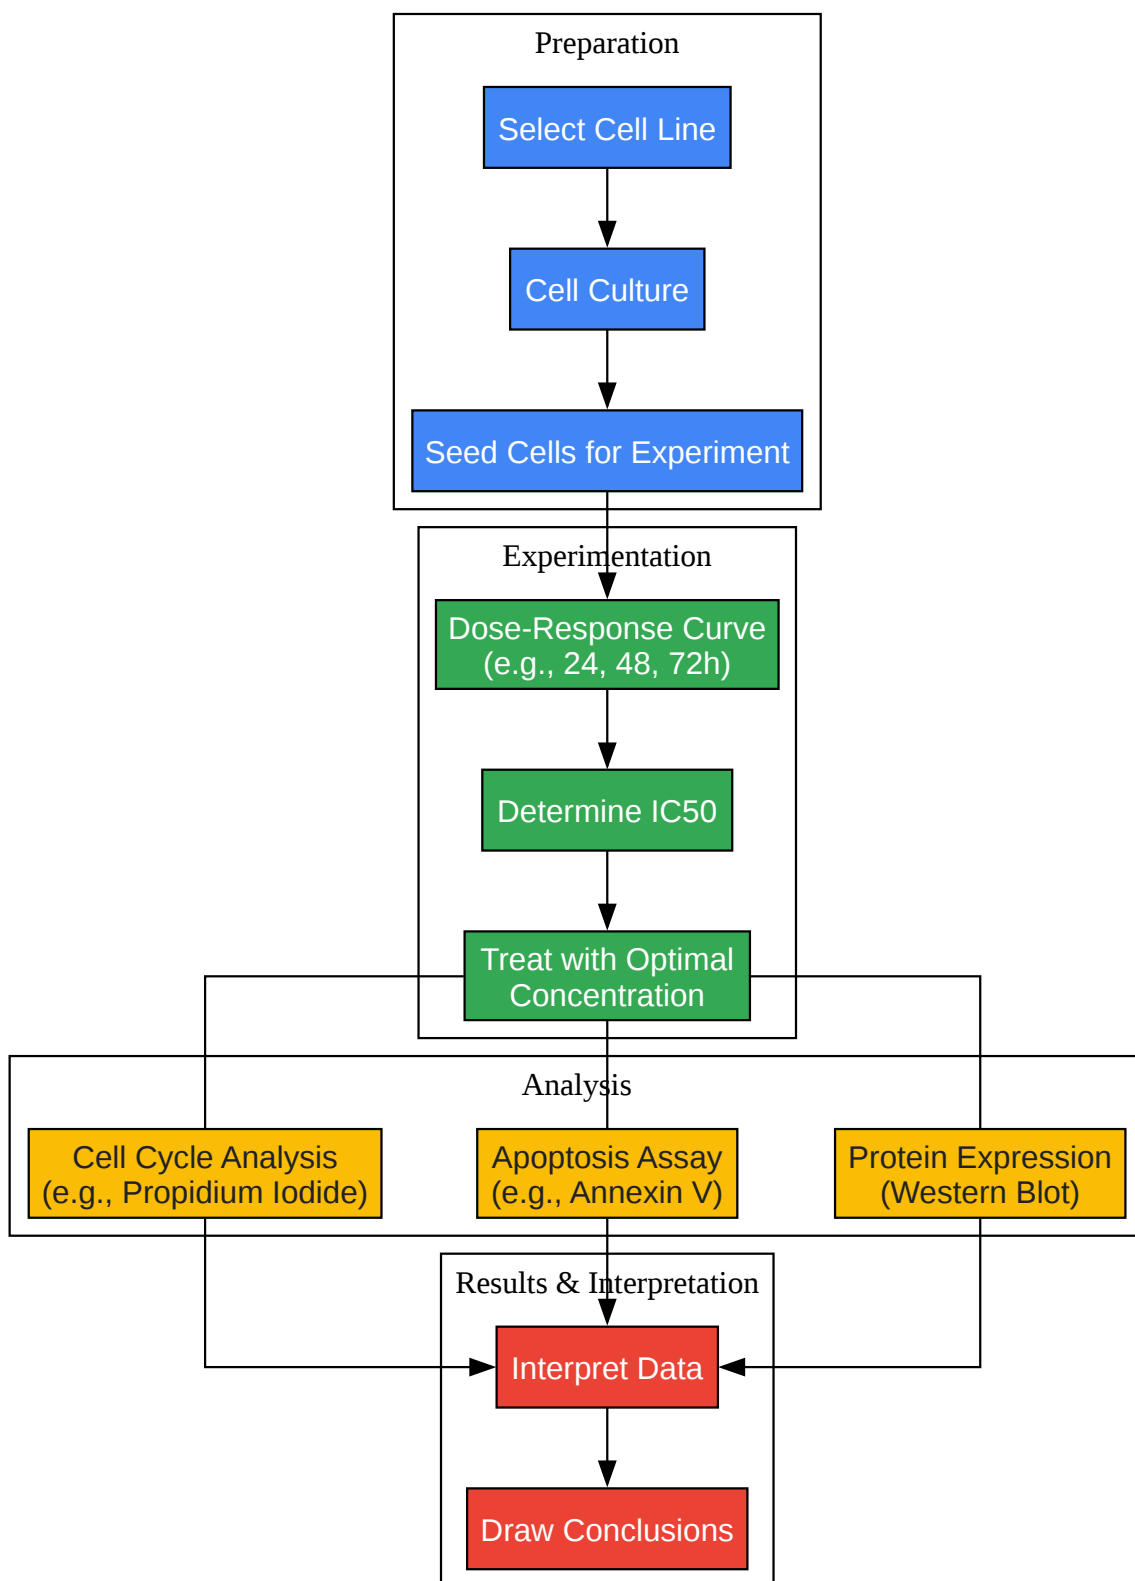 Preparation
Select Cell Line
Cell Culture
Seed Cells for Experiment
Experimentation
Dose-Response Curve
(e.g., 24, 48, 72h)
Determine IC50
Treat with Optimal
Concentration
Analysis
Cell Cycle Analysis
(e.g., Propidium Iodide)
Apoptosis Assay
(e.g., Annexin V)
Protein Expression
(Western Blot)
Results & Interpretation
Interpret Data
Draw Conclusions